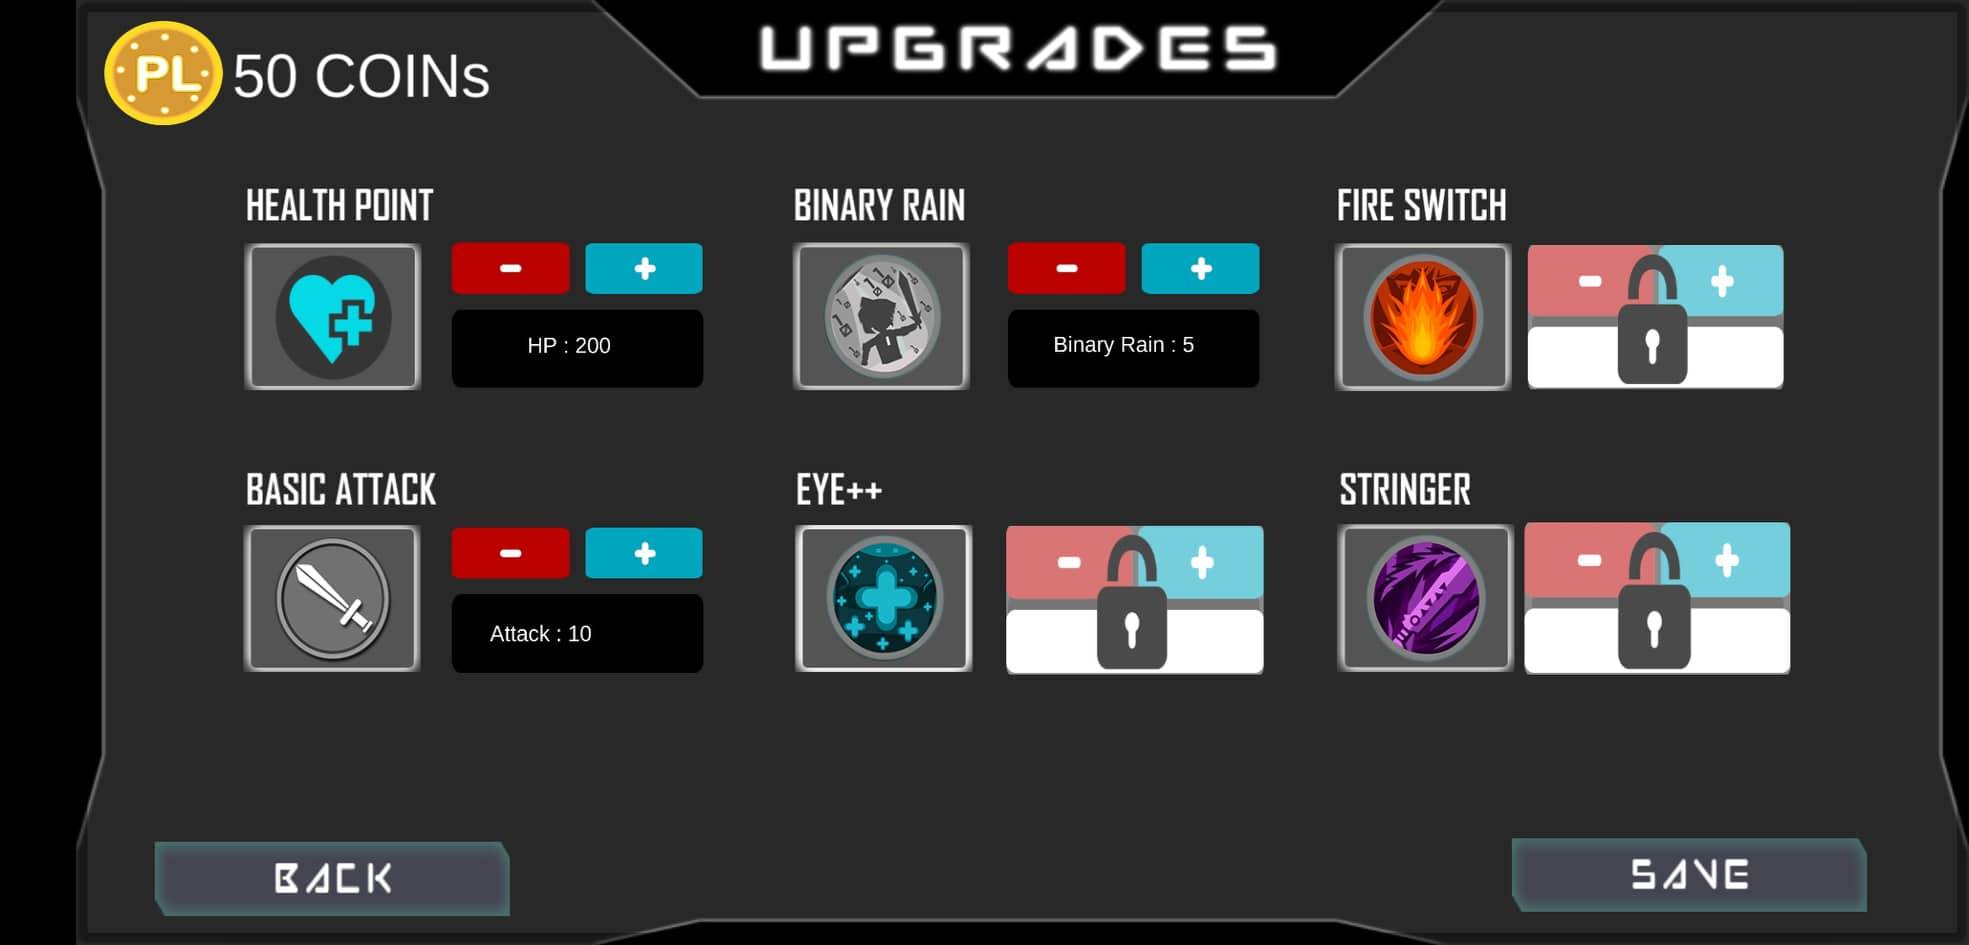 UPGRADES
PL 50 COINs
HEALTH POINT
- +
HP : 200
BINARY RAIN
- +
Binary Rain : 5
FIRE SWITCH
- +
BASIC ATTACK
- +
Attack : 10
EYE++
- +
STRINGER
- +
BACK
SAVE